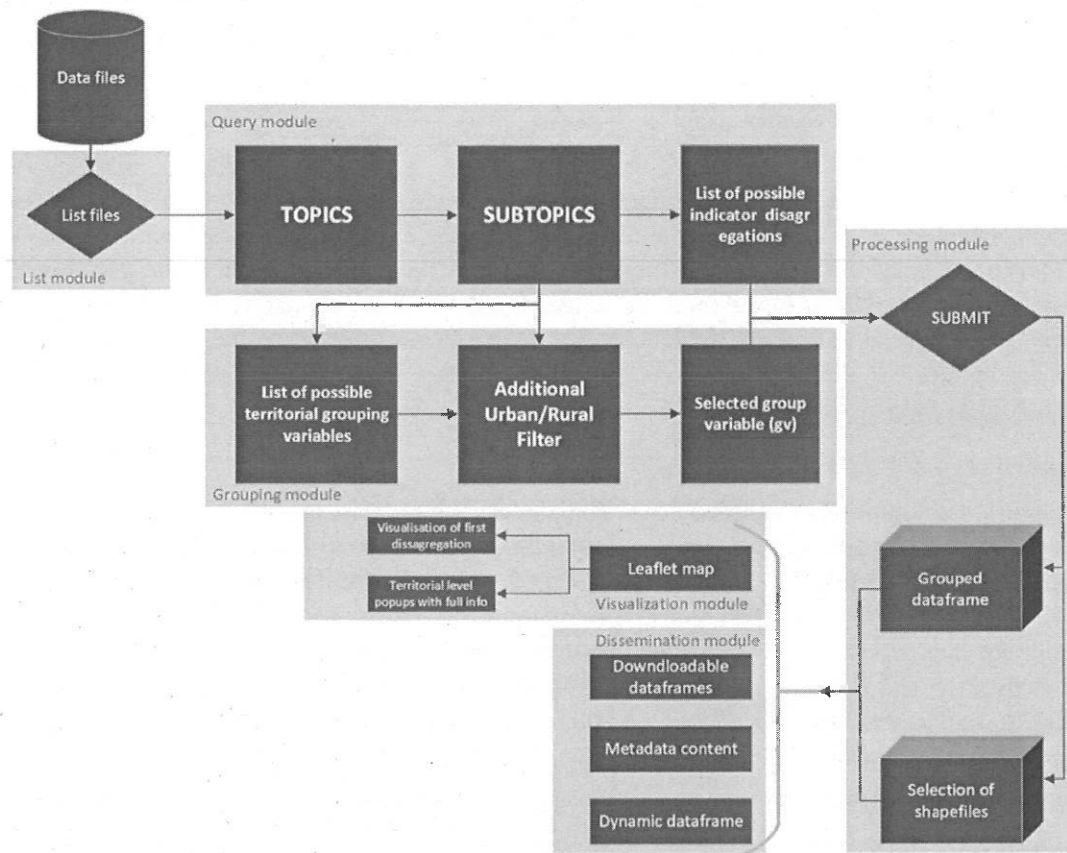 Data files
List files
List module
Query module
TOPICS
SUBTOPICS
List of possible
indicator disagr
egations
Processing module
SUBMIT
List of possible
territorial grouping
variables
Additional
Urban/Rural
Filter
Selected group
variable (gv)
Grouping module
Visualisation of first
dissagregation
Territorial level
popups with full info
Leaflet map
Visualization module
Grouped
dataframe
Dissemination module
Downdloadable
dataframes
Metadata content
Dynamic dataframe
Selection of
shapefiles